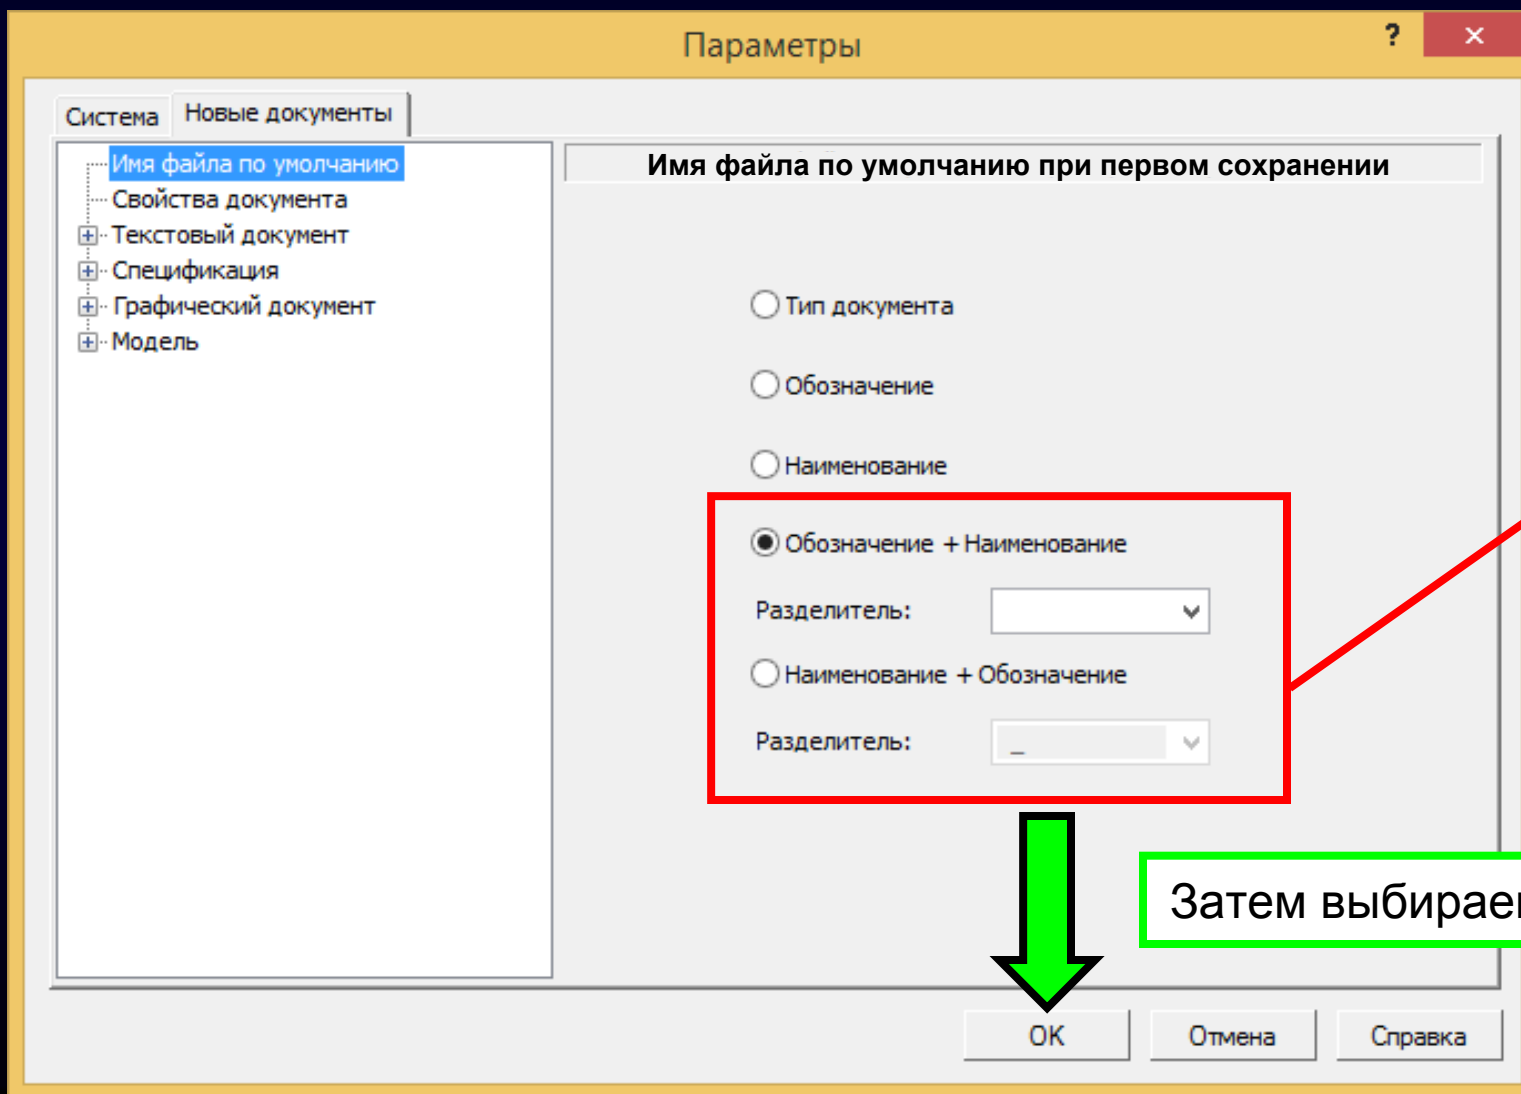 Параметры
?
×
Система
Новые документы
Имя файла по умолчанию
Свойства документа
Текстовый документ
Спецификация
Графический документ
Модель
Имя файла по умолчанию при первом сохранении
Тип документа
Обозначение
Наименование
Обозначение + Наименование
Разделитель:
Наименование + Обозначение
Разделитель: _
Затем выбирае
OK
Отмена
Справка